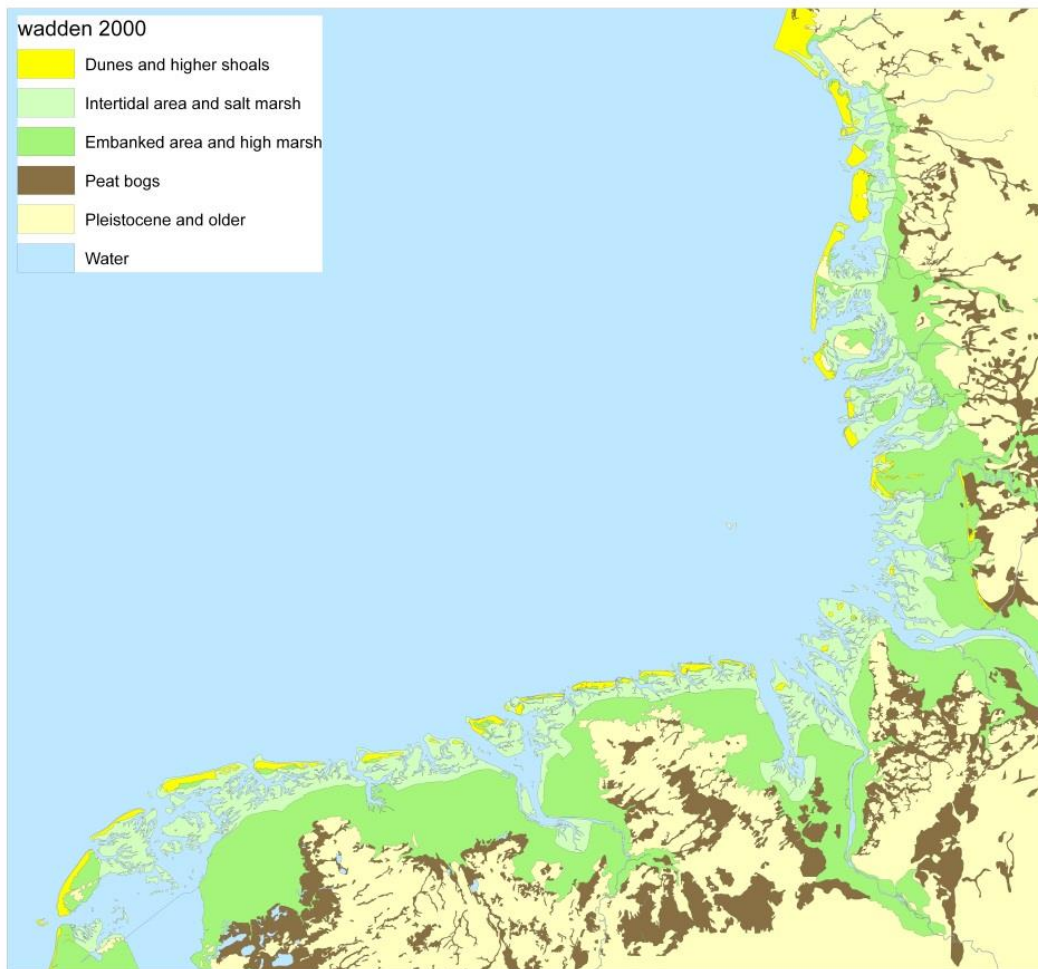 wadden 2000
Dunes and higher shoals
Intertidal area and salt marsh
Embanked area and high marsh
Peat bogs
Pleistocene and older
Water